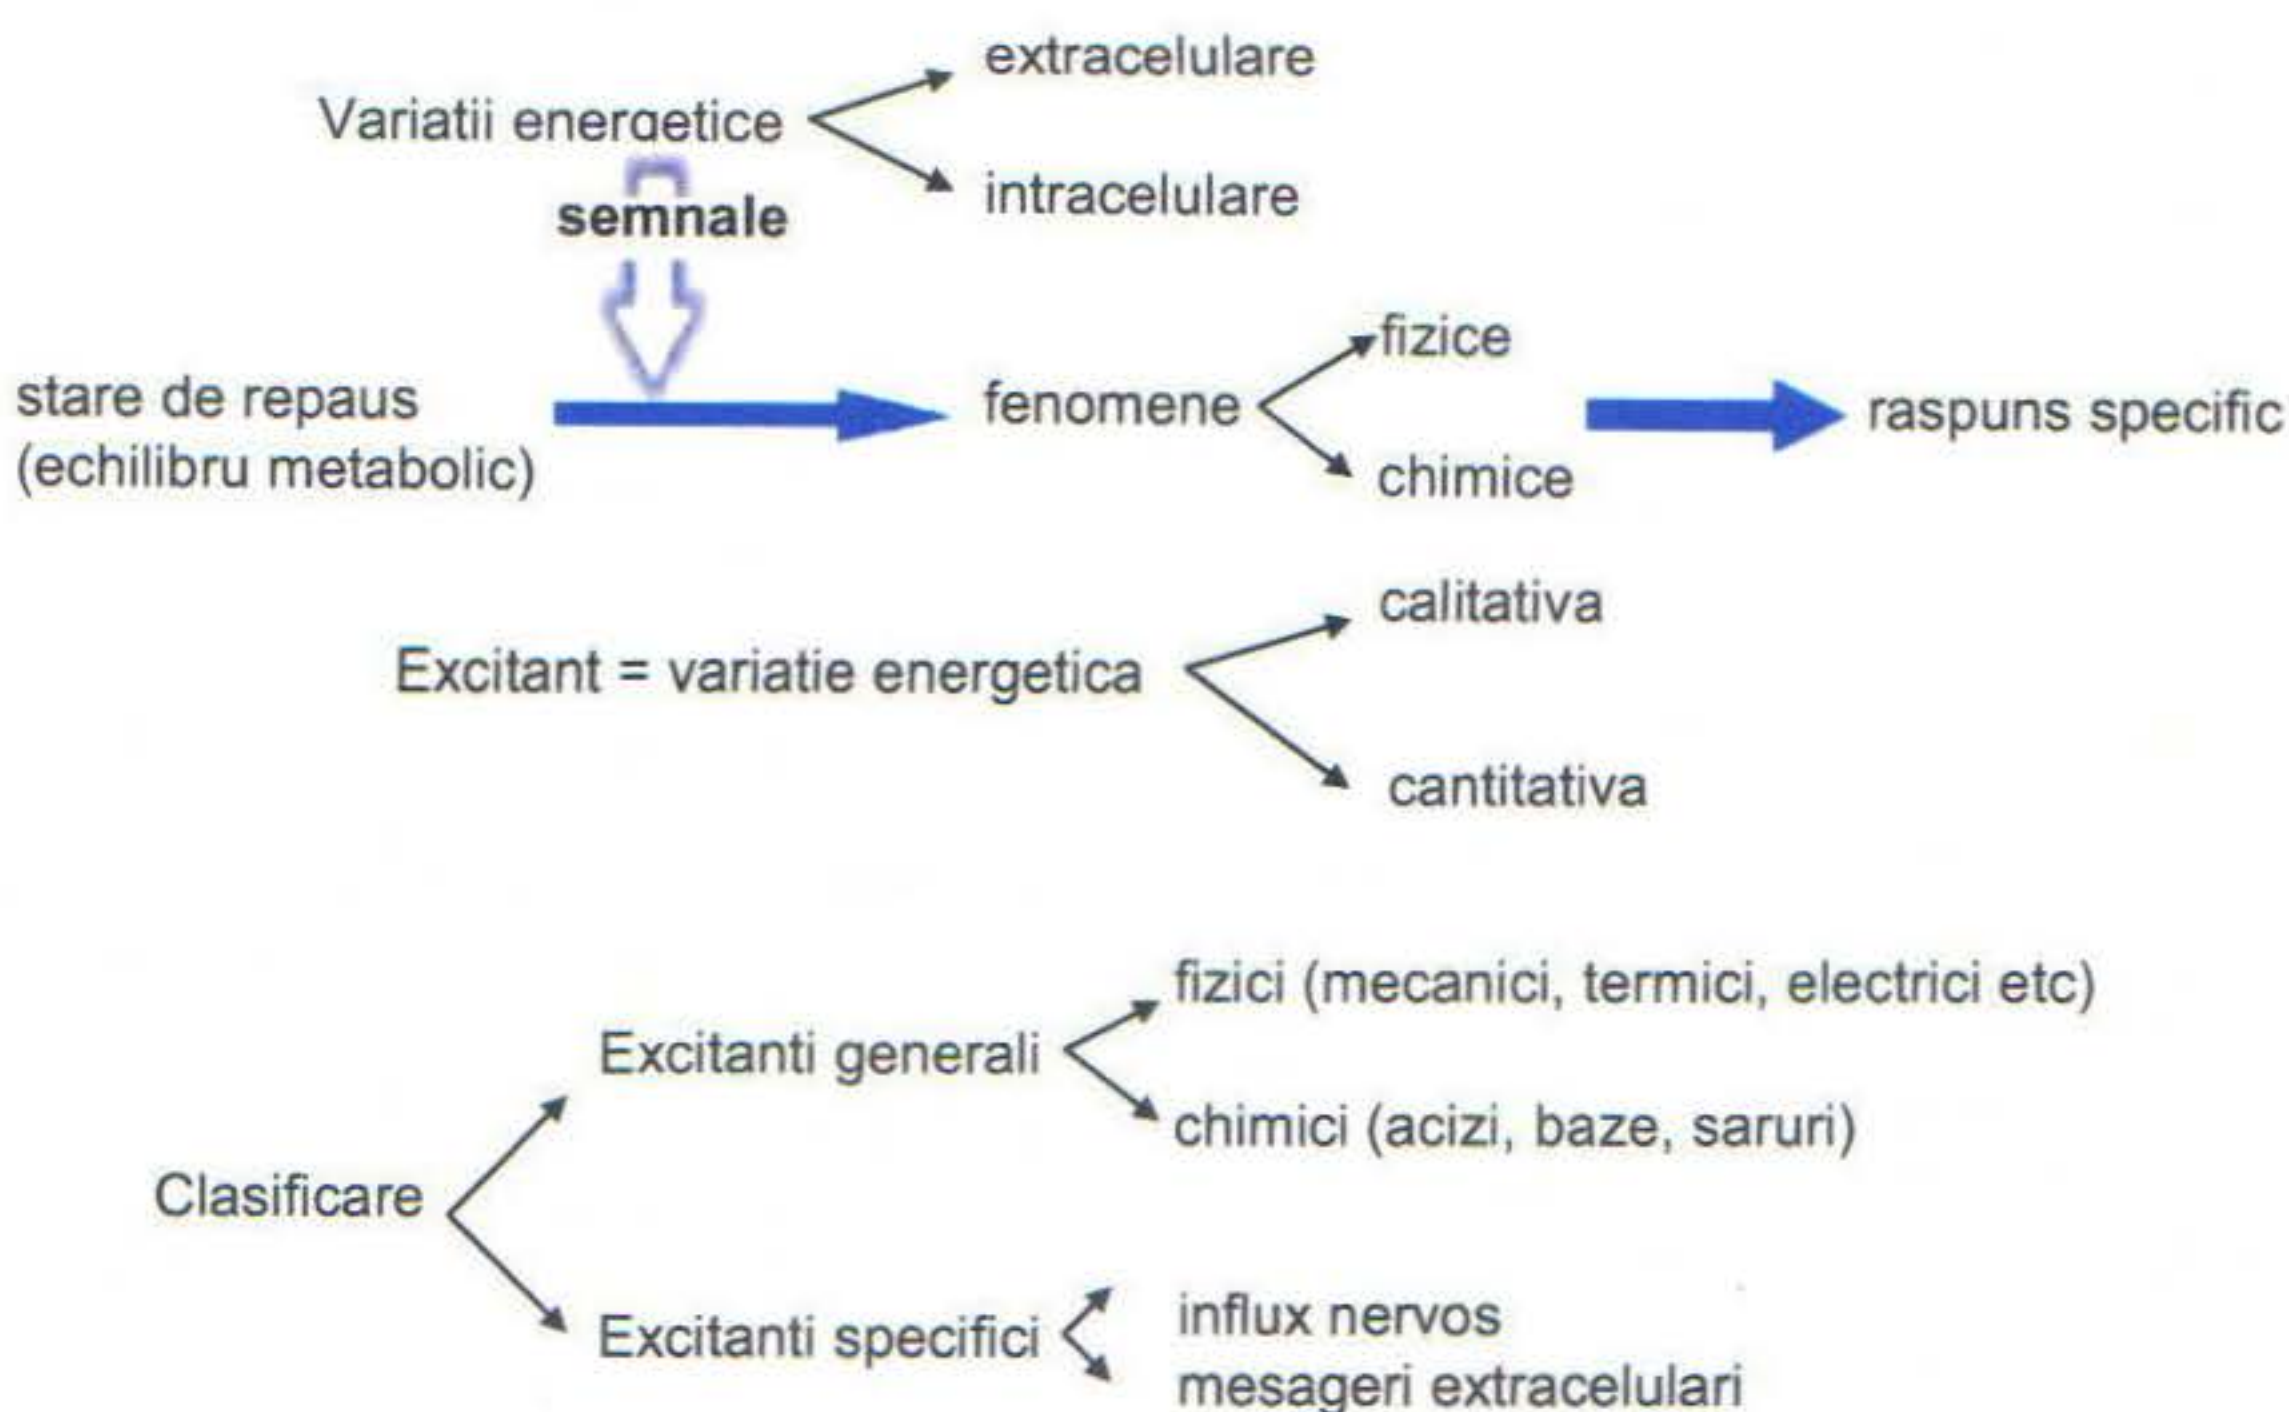 extracelulare
Variatii energetice
intracelulare
semnale
fizice
stare de repaus
fenomene
raspuns specific
(echilibru metabolic)
chimice
calitativa
Excitant = variatie energetica
cantitativa
fizici (mecanici, termici, electrici etc)
Excitanti generali
chimici (acizi, baze, saruri)
Clasificare
influx nervos
Excitanti specifici
mesageri extracelulari